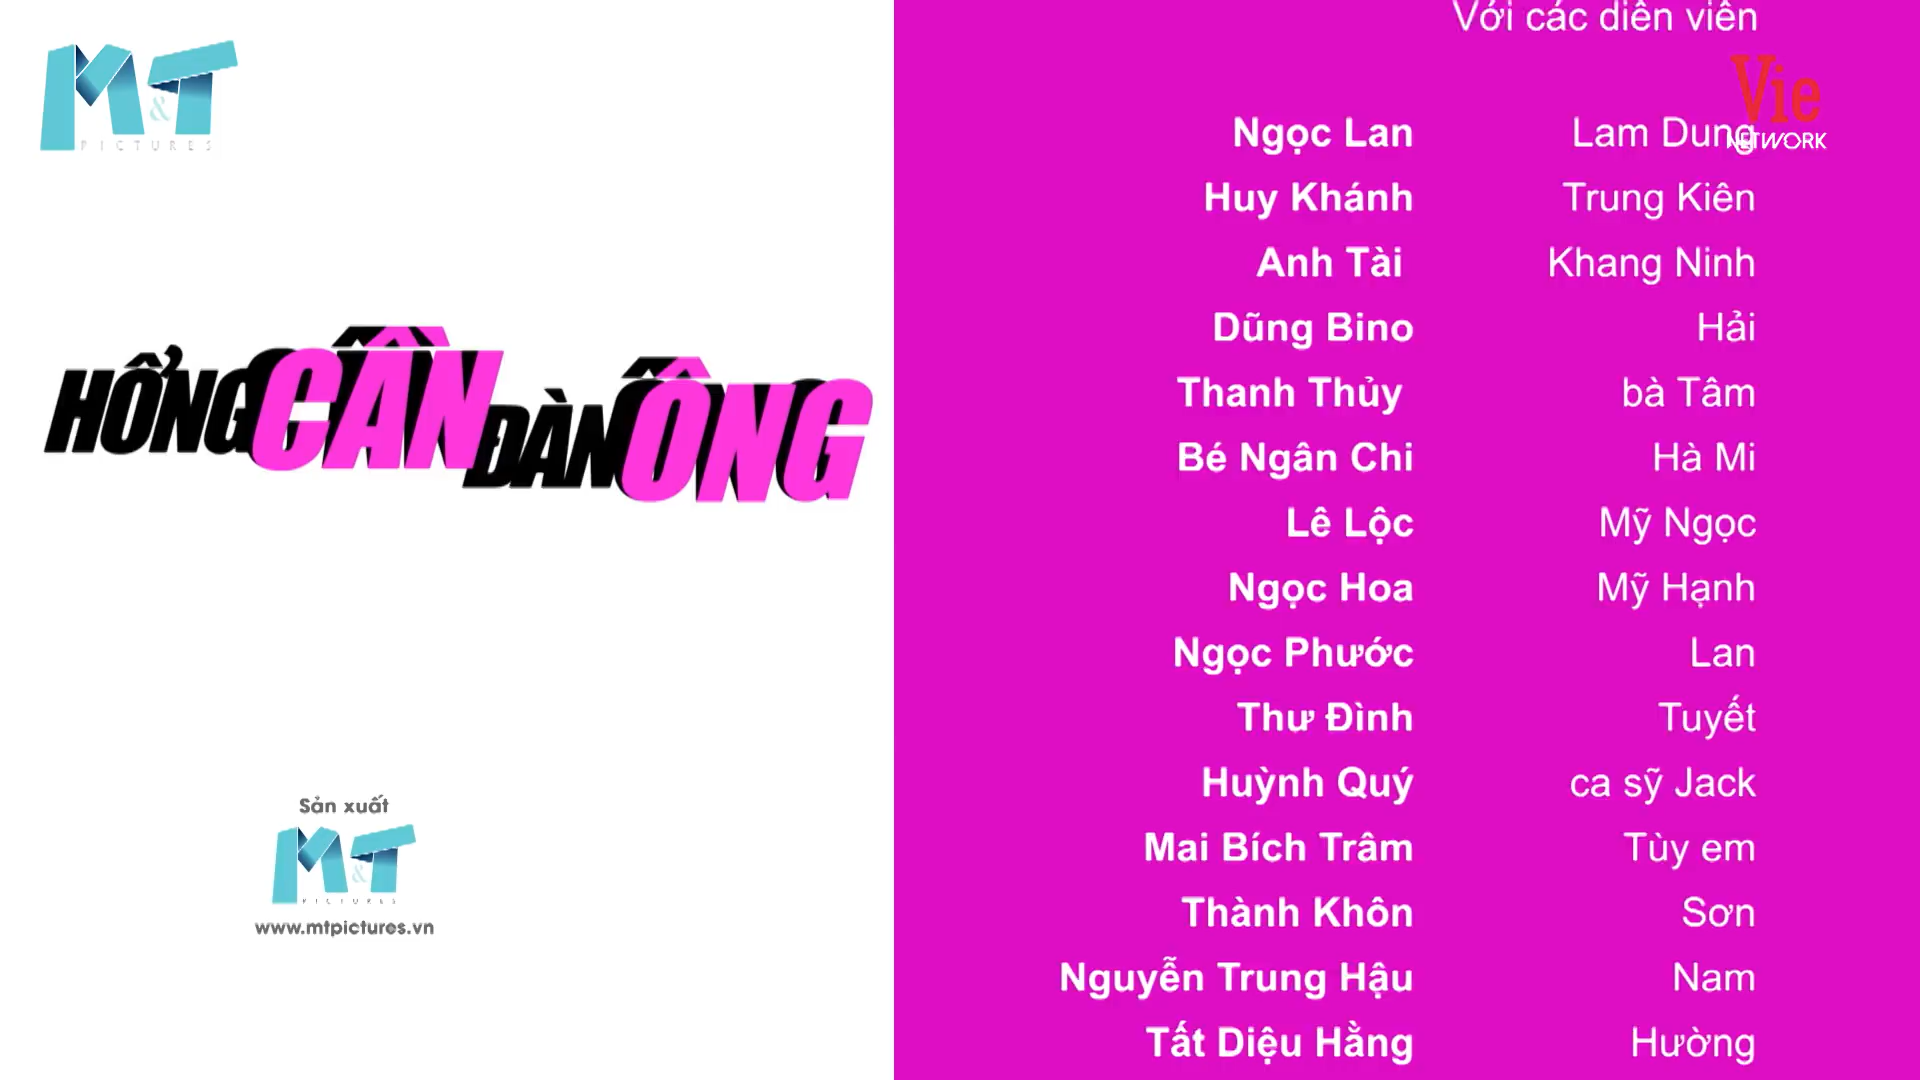 M&T
PICTURES
HỔNG CẦN ĐÀN ÔNG
Sản xuất
M&T
PICTURES
www.mtpictures.vn
Với các diễn viên
Vie
NETWORK
Ngọc Lan Lam Dung
Huy Khánh Trung Kiên
Anh Tài Khang Ninh
Dũng Bino Hải
Thanh Thủy bà Tâm
Bé Ngân Chi Hà Mi
Lê Lộc Mỹ Ngọc
Ngọc Hoa Mỹ Hạnh
Ngọc Phước Lan
Thư Đình Tuyết
Huỳnh Quý ca sỹ Jack
Mai Bích Trâm Tùy em
Thành Khôn Sơn
Nguyễn Trung Hậu Nam
Tất Diệu Hằng Hường